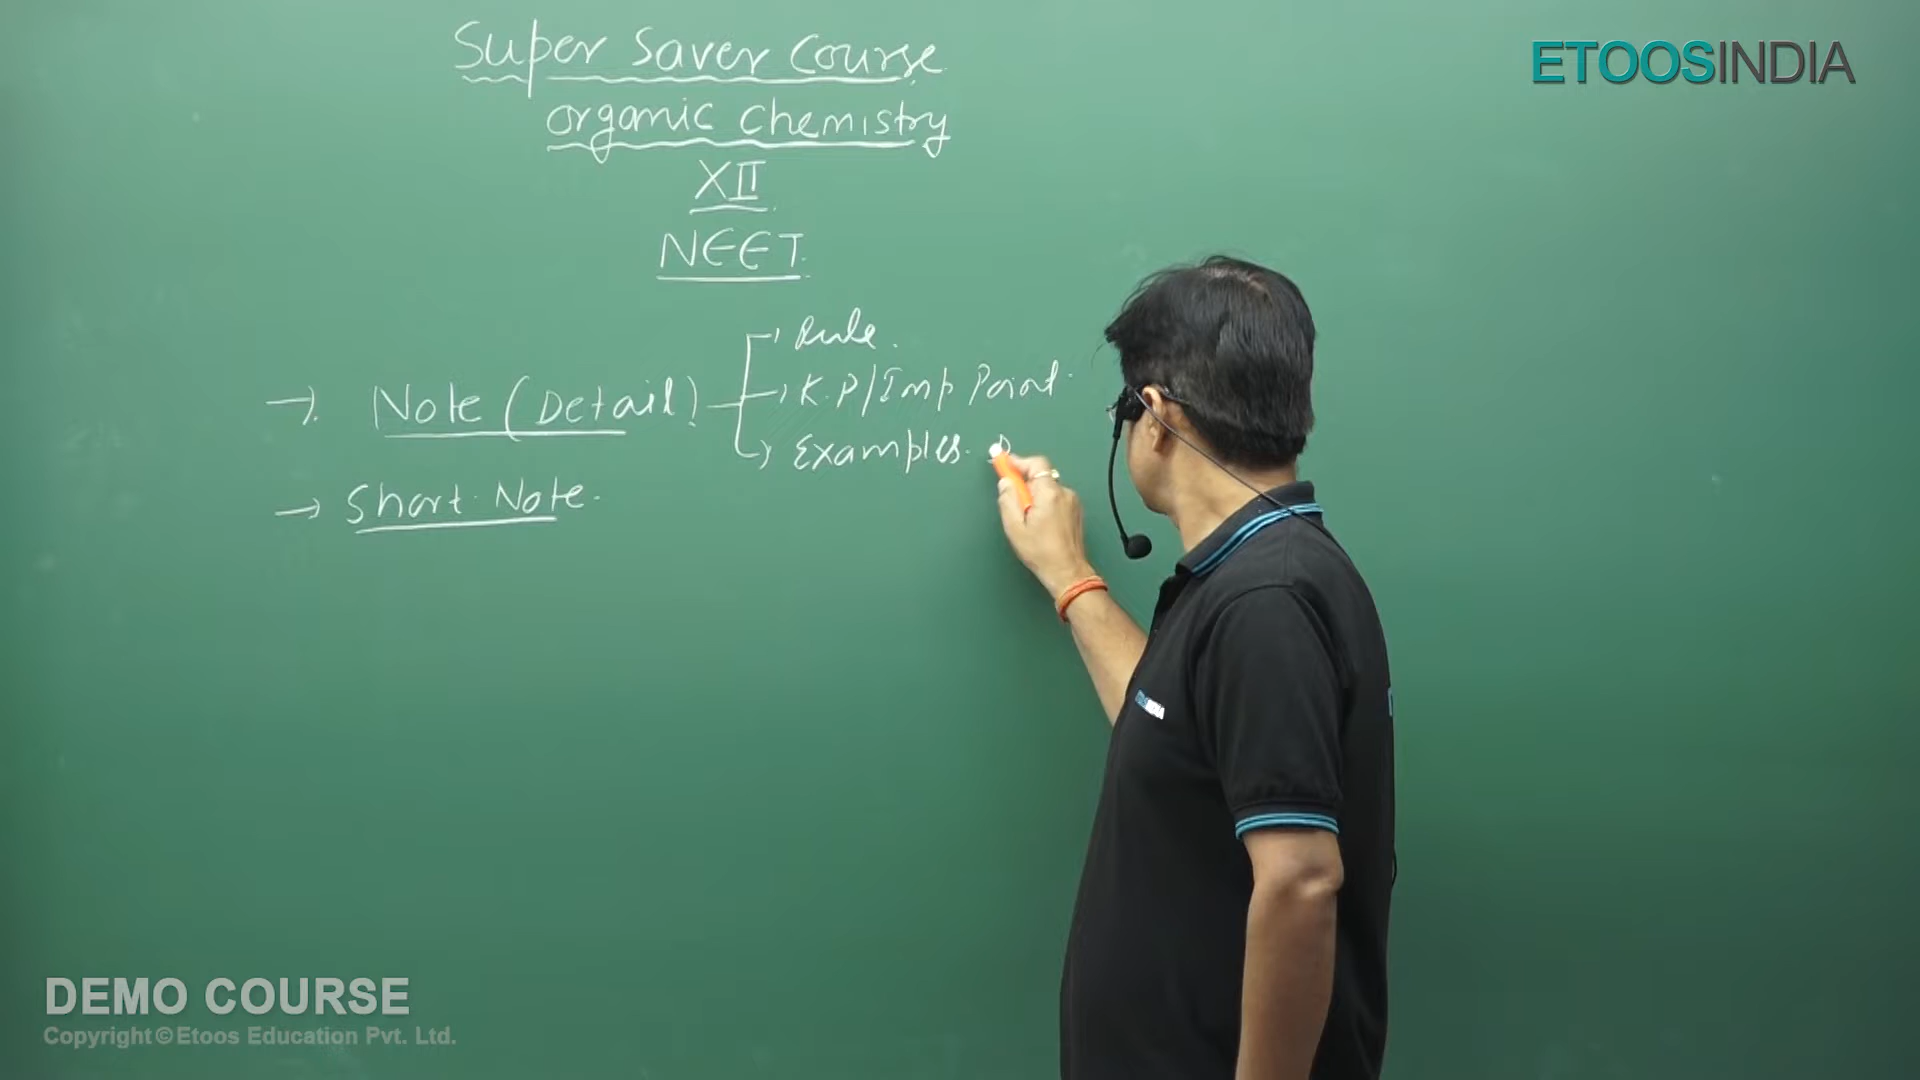 Super Saver Course
ETOOSINDIA
Organic Chemistry
XII
NEET
→ Note (Detail)
→ Rule.
→ K.P/Imp Point.
→ Examples.
→ Short Note.
ETOOSINDIA
DEMO COURSE
Copyright © Etoos Education Pvt. Ltd.